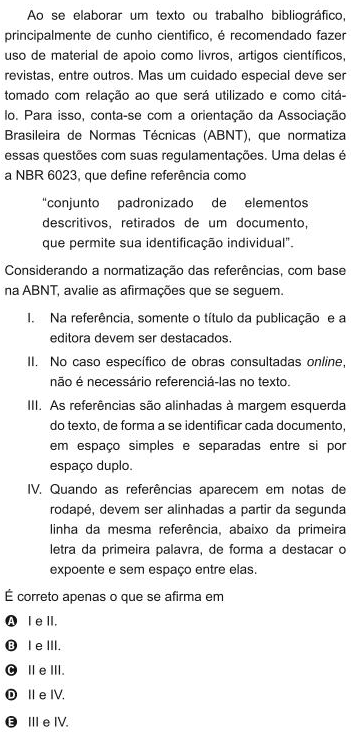 Ao se elaborar um texto ou trabalho bibliográfico,
principalmente de cunho cientifico, é recomendado fazer
uso de material de apoio como livros, artigos científicos,
revistas, entre outros. Mas um cuidado especial deve ser
tomado com relação ao que será utilizado e como citá-
lo. Para isso, conta-se com a orientação da Associação
Brasileira de Normas Técnicas (ABNT), que normatiza
essas questões com suas regulamentações. Uma delas é
a NBR 6023, que define referência como
“conjunto padronizado de elementos
descritivos, retirados de um documento,
que permite sua identificação individual”.
Considerando a normatização das referências, com base
na ABNT, avalie as afirmações que se seguem.
I. Na referência, somente o título da publicação e a
editora devem ser destacados.
II. No caso específico de obras consultadas online,
não é necessário referenciá-las no texto.
III. As referências são alinhadas à margem esquerda
do texto, de forma a se identificar cada documento,
em espaço simples e separadas entre si por
espaço duplo.
IV. Quando as referências aparecem em notas de
rodapé, devem ser alinhadas a partir da segunda
linha da mesma referência, abaixo da primeira
letra da primeira palavra, de forma a destacar o
expoente e sem espaço entre elas.
É correto apenas o que se afirma em
A I e II.
B I e III.
C II e III.
D II e IV.
E III e IV.